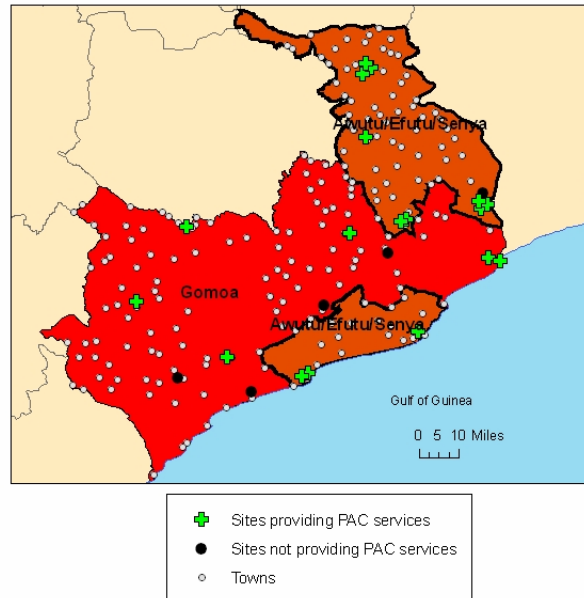 Awutu/Efutu/Senya
Gomoa
Awutu/Efutu/Senya
Gulf of Guinea
0 5 10 Miles
Sites providing PAC services
Sites not providing PAC services
Towns